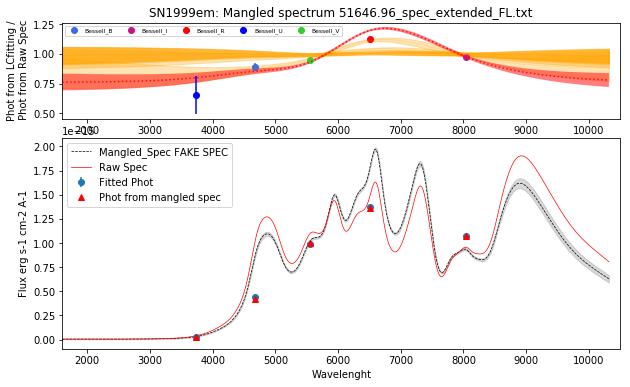 SN1999em: Mangled spectrum 51646.96_spec_extended_FL.txt
Phot from LCfitting /
Phot from Raw Spec
1.25
1.00
0.75
0.50
Bessell_B
Bessell_I
Bessell_R
Bessell_U
Bessell_V
2000 3000 4000 5000 6000 7000 8000 9000 10000
Flux erg s-1 cm-2 A-1
2.00
1.75
1.50
1.25
1.00
0.75
0.50
0.25
0.00
Mangled_Spec FAKE SPEC
Raw Spec
Fitted Phot
Phot from mangled spec
2000 3000 4000 5000 6000 7000 8000 9000 10000
Wavelenght